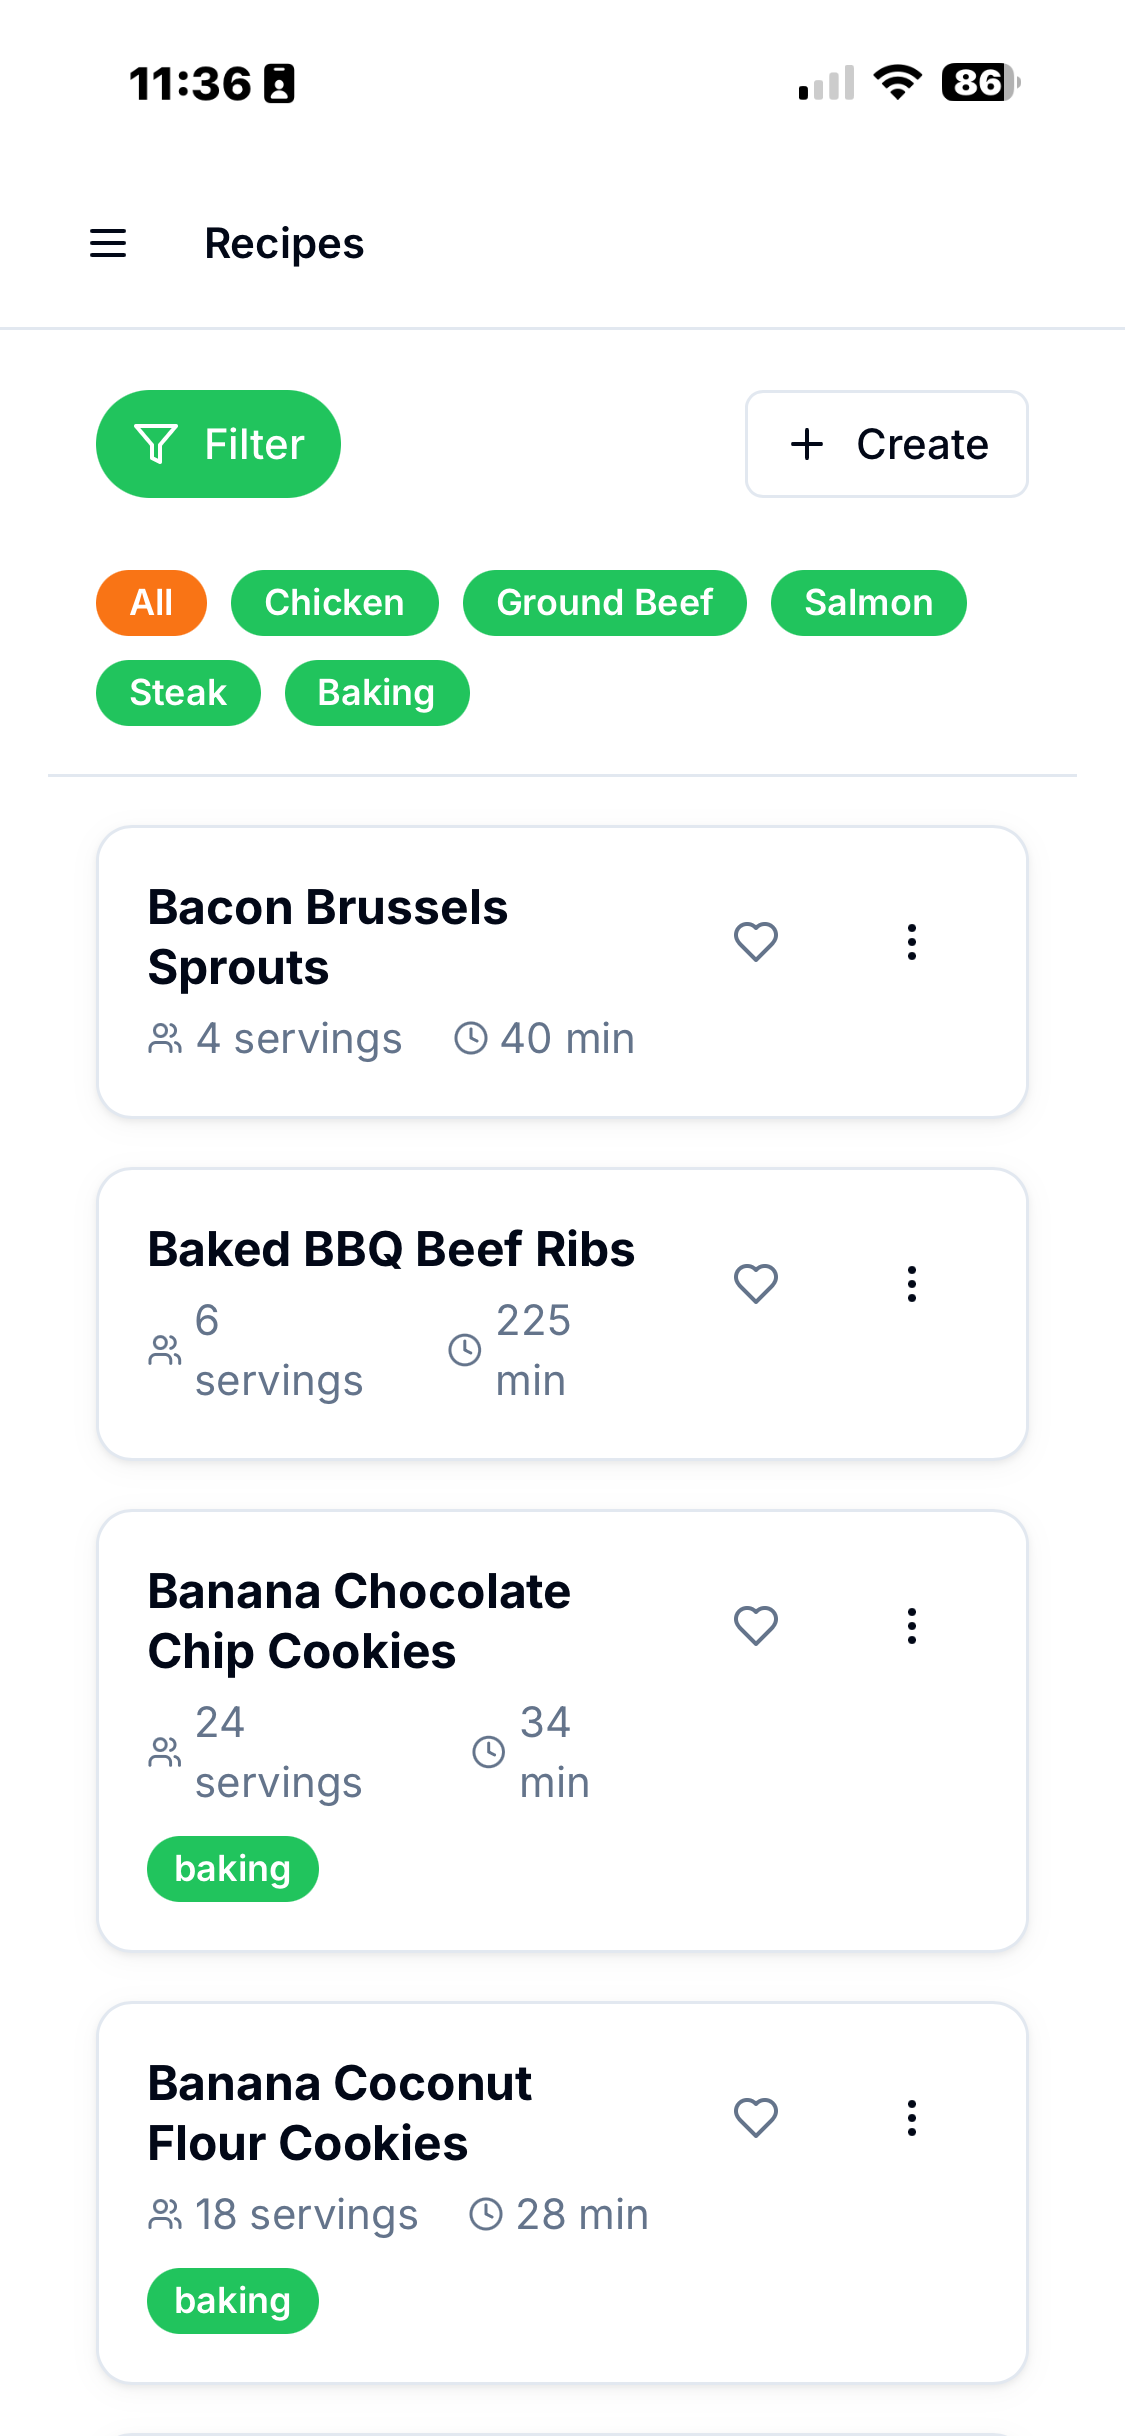 11:36
86
Recipes
Filter
Create
All
Chicken
Ground Beef
Salmon
Steak
Baking
Bacon Brussels
Sprouts
4 servings
40 min
Baked BBQ Beef Ribs
6
servings
225
min
Banana Chocolate
Chip Cookies
24
servings
34
min
baking
Banana Coconut
Flour Cookies
18 servings
28 min
baking